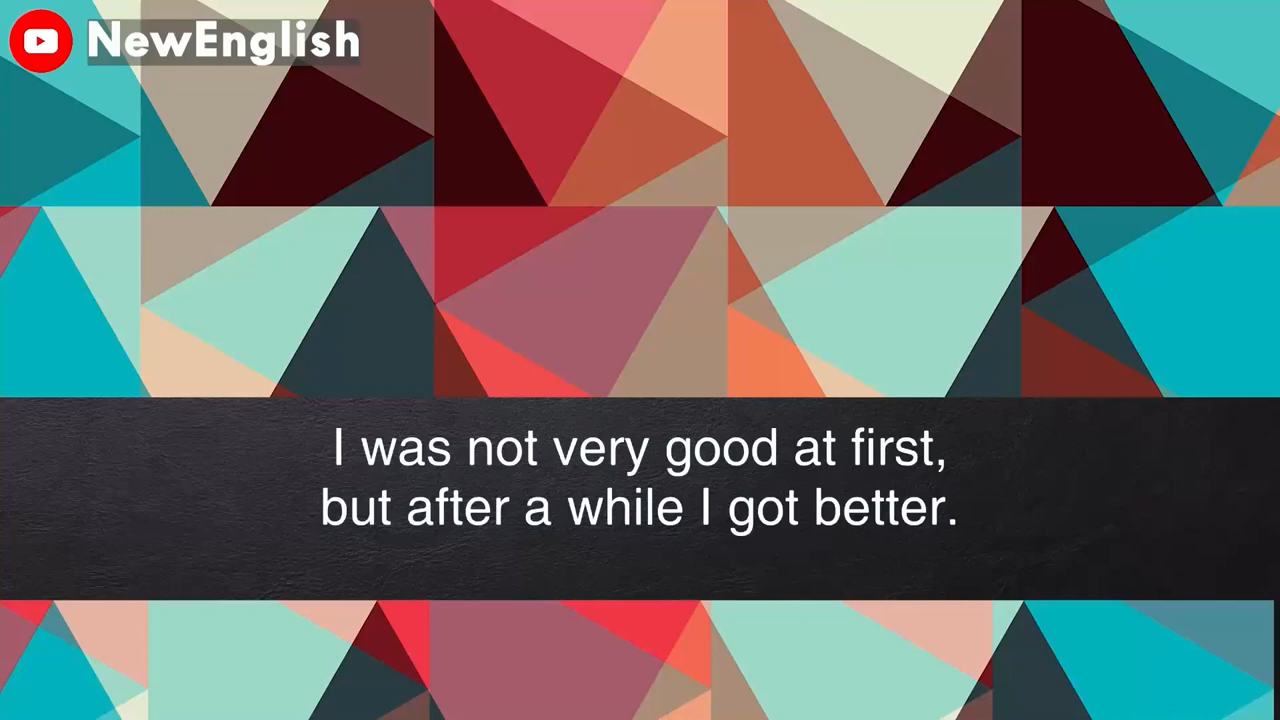 NewEnglish
I was not very good at first,
but after a while I got better.